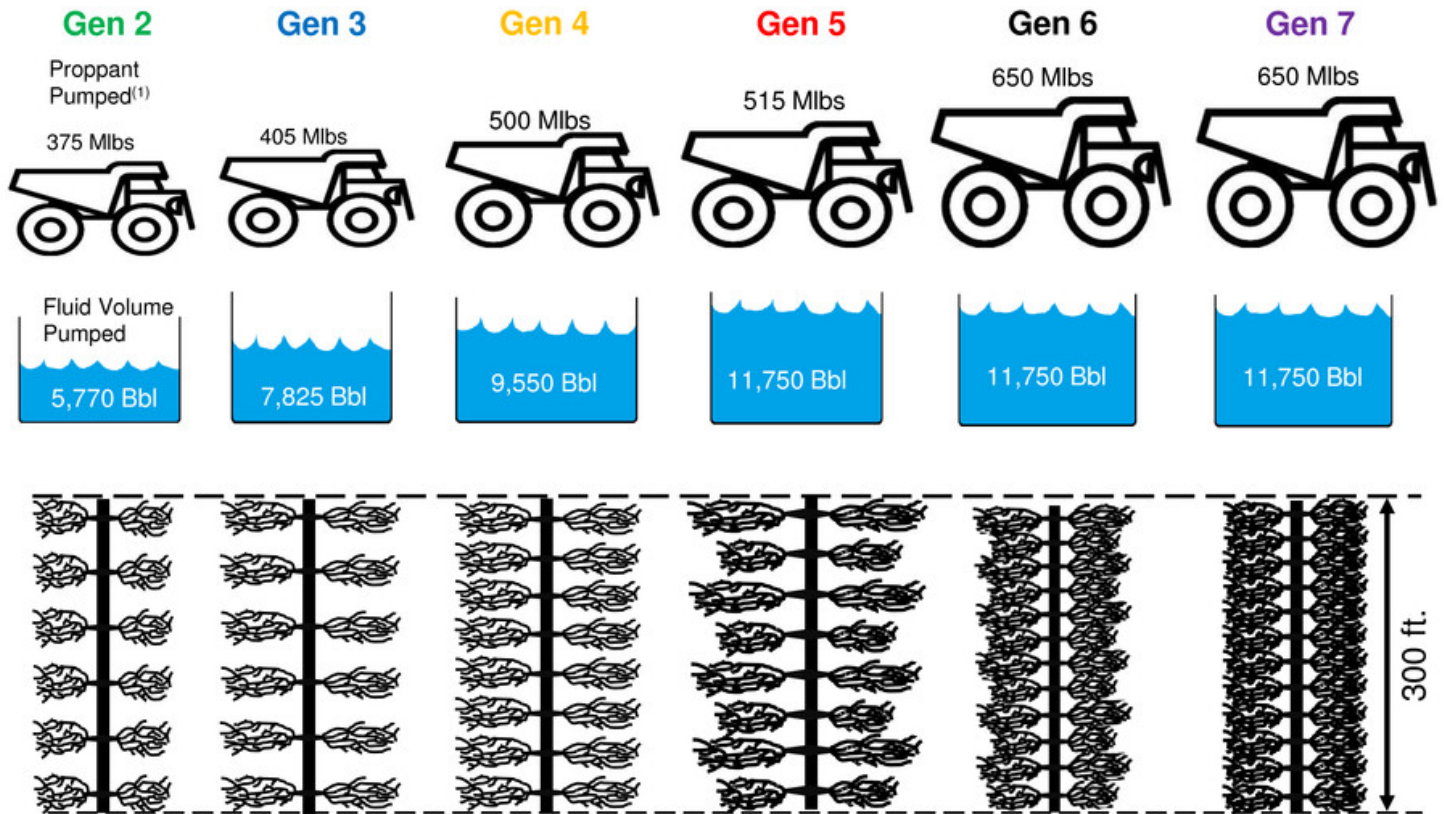 Gen 2
Gen 3
Gen 4
Gen 5
Gen 6
Gen 7
Proppant
Pumped(1)
375 Mlbs
405 Mlbs
500 Mlbs
515 Mlbs
650 Mlbs
650 Mlbs
Fluid Volume
Pumped
5,770 Bbl
7,825 Bbl
9,550 Bbl
11,750 Bbl
11,750 Bbl
11,750 Bbl
300 ft.